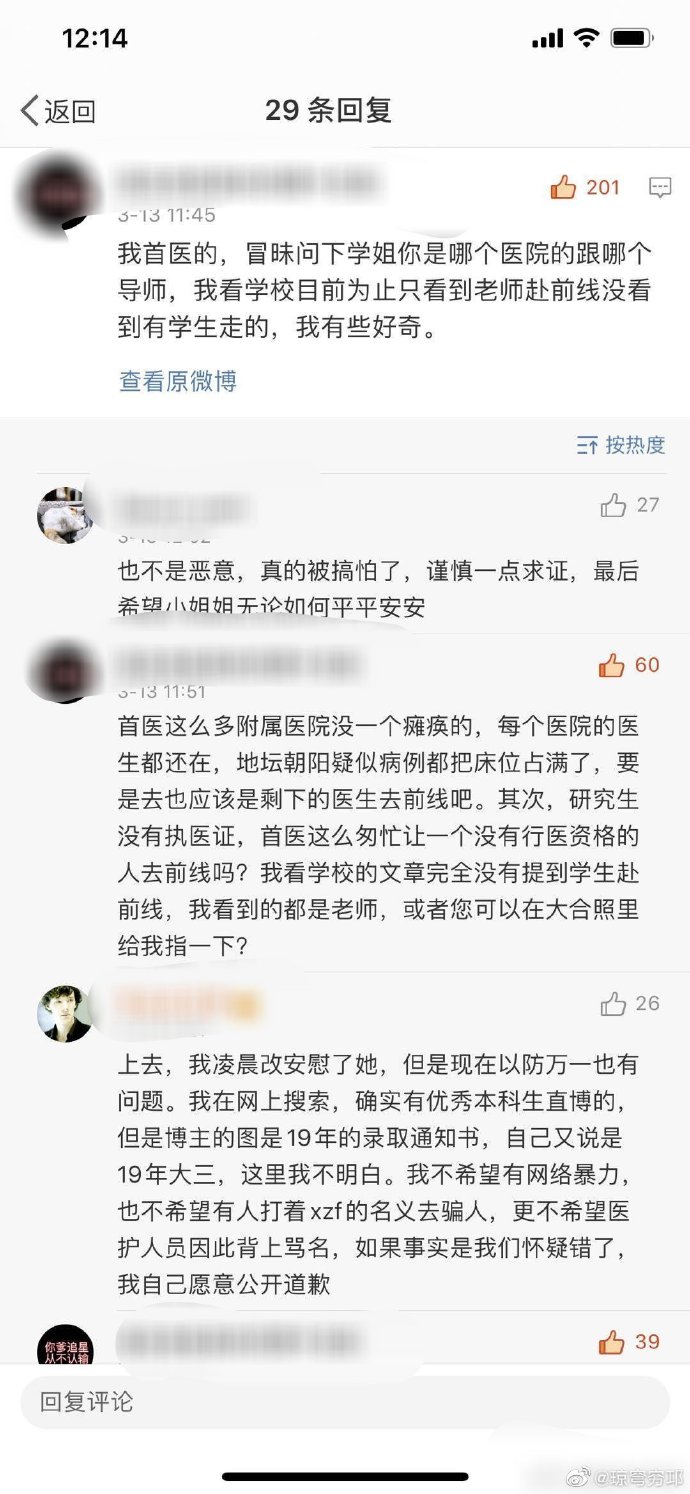 12:14
返回
29 条回复
201
3-13 11:45
我首医的，冒昧问下学姐你是哪个医院的跟哪个
导师，我看学校目前为止只看到老师赴前线没看
到有学生走的，我有些好奇。
查看原微博
按热度
27
也不是恶意，真的被搞怕了，谨慎一点求证，最后
希望小姐姐无论如何平平安安
60
3-13 11:51
首医这么多附属医院没一个瘫痪的，每个医院的医
生都还在，地坛朝阳疑似病例都把床位占满了，要
是去也应该是剩下的医生去前线吧。其次，研究生
没有执医证，首医这么匆忙让一个没有行医资格的
人去前线吗？我看学校的文章完全没有提到学生赴
前线，我看到的都是老师，或者您可以在大合照里
给我指一下？
26
上去，我凌晨改安慰了她，但是现在以防万一也有
问题。我在网上搜索，确实有优秀本科生直博的，
但是博主的图是19年的录取通知书，自己又说是
19年大三，这里我不明白。我不希望有网络暴力，
也不希望有人打着xzf的名义去骗人，更不希望医
护人员因此背上骂名，如果事实是我们怀疑错了，
我自己愿意公开道歉
你爹追星
从不认输
39
回复评论
@琼穹穷邛